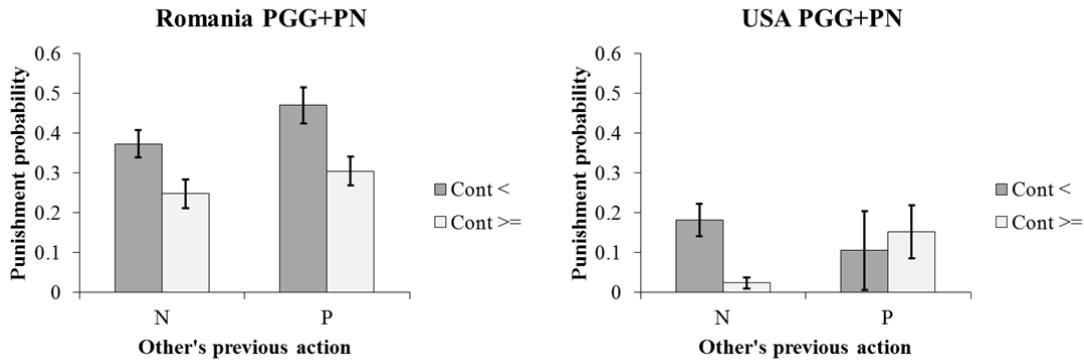 Romania PGG+PN
Punishment probability
0.6
0.5
0.4
0.3
0.2
0.1
0
N
P
Other's previous action
Cont <
Cont >=
USA PGG+PN
Punishment probability
0.6
0.5
0.4
0.3
0.2
0.1
0
N
P
Other's previous action
Cont <
Cont >=